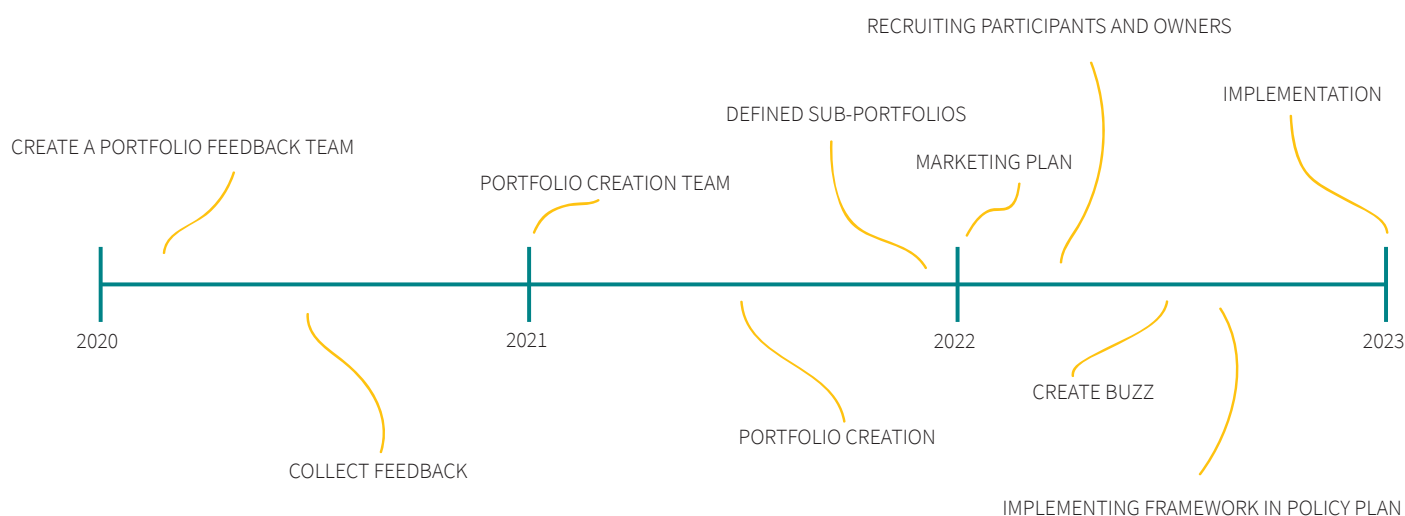 RECRUITING PARTICIPANTS AND OWNERS
IMPLEMENTATION
DEFINED SUB-PORTFOLIOS
CREATE A PORTFOLIO FEEDBACK TEAM
MARKETING PLAN
PORTFOLIO CREATION TEAM
2020
2021
2022
2023
CREATE BUZZ
PORTFOLIO CREATION
COLLECT FEEDBACK
IMPLEMENTING FRAMEWORK IN POLICY PLAN